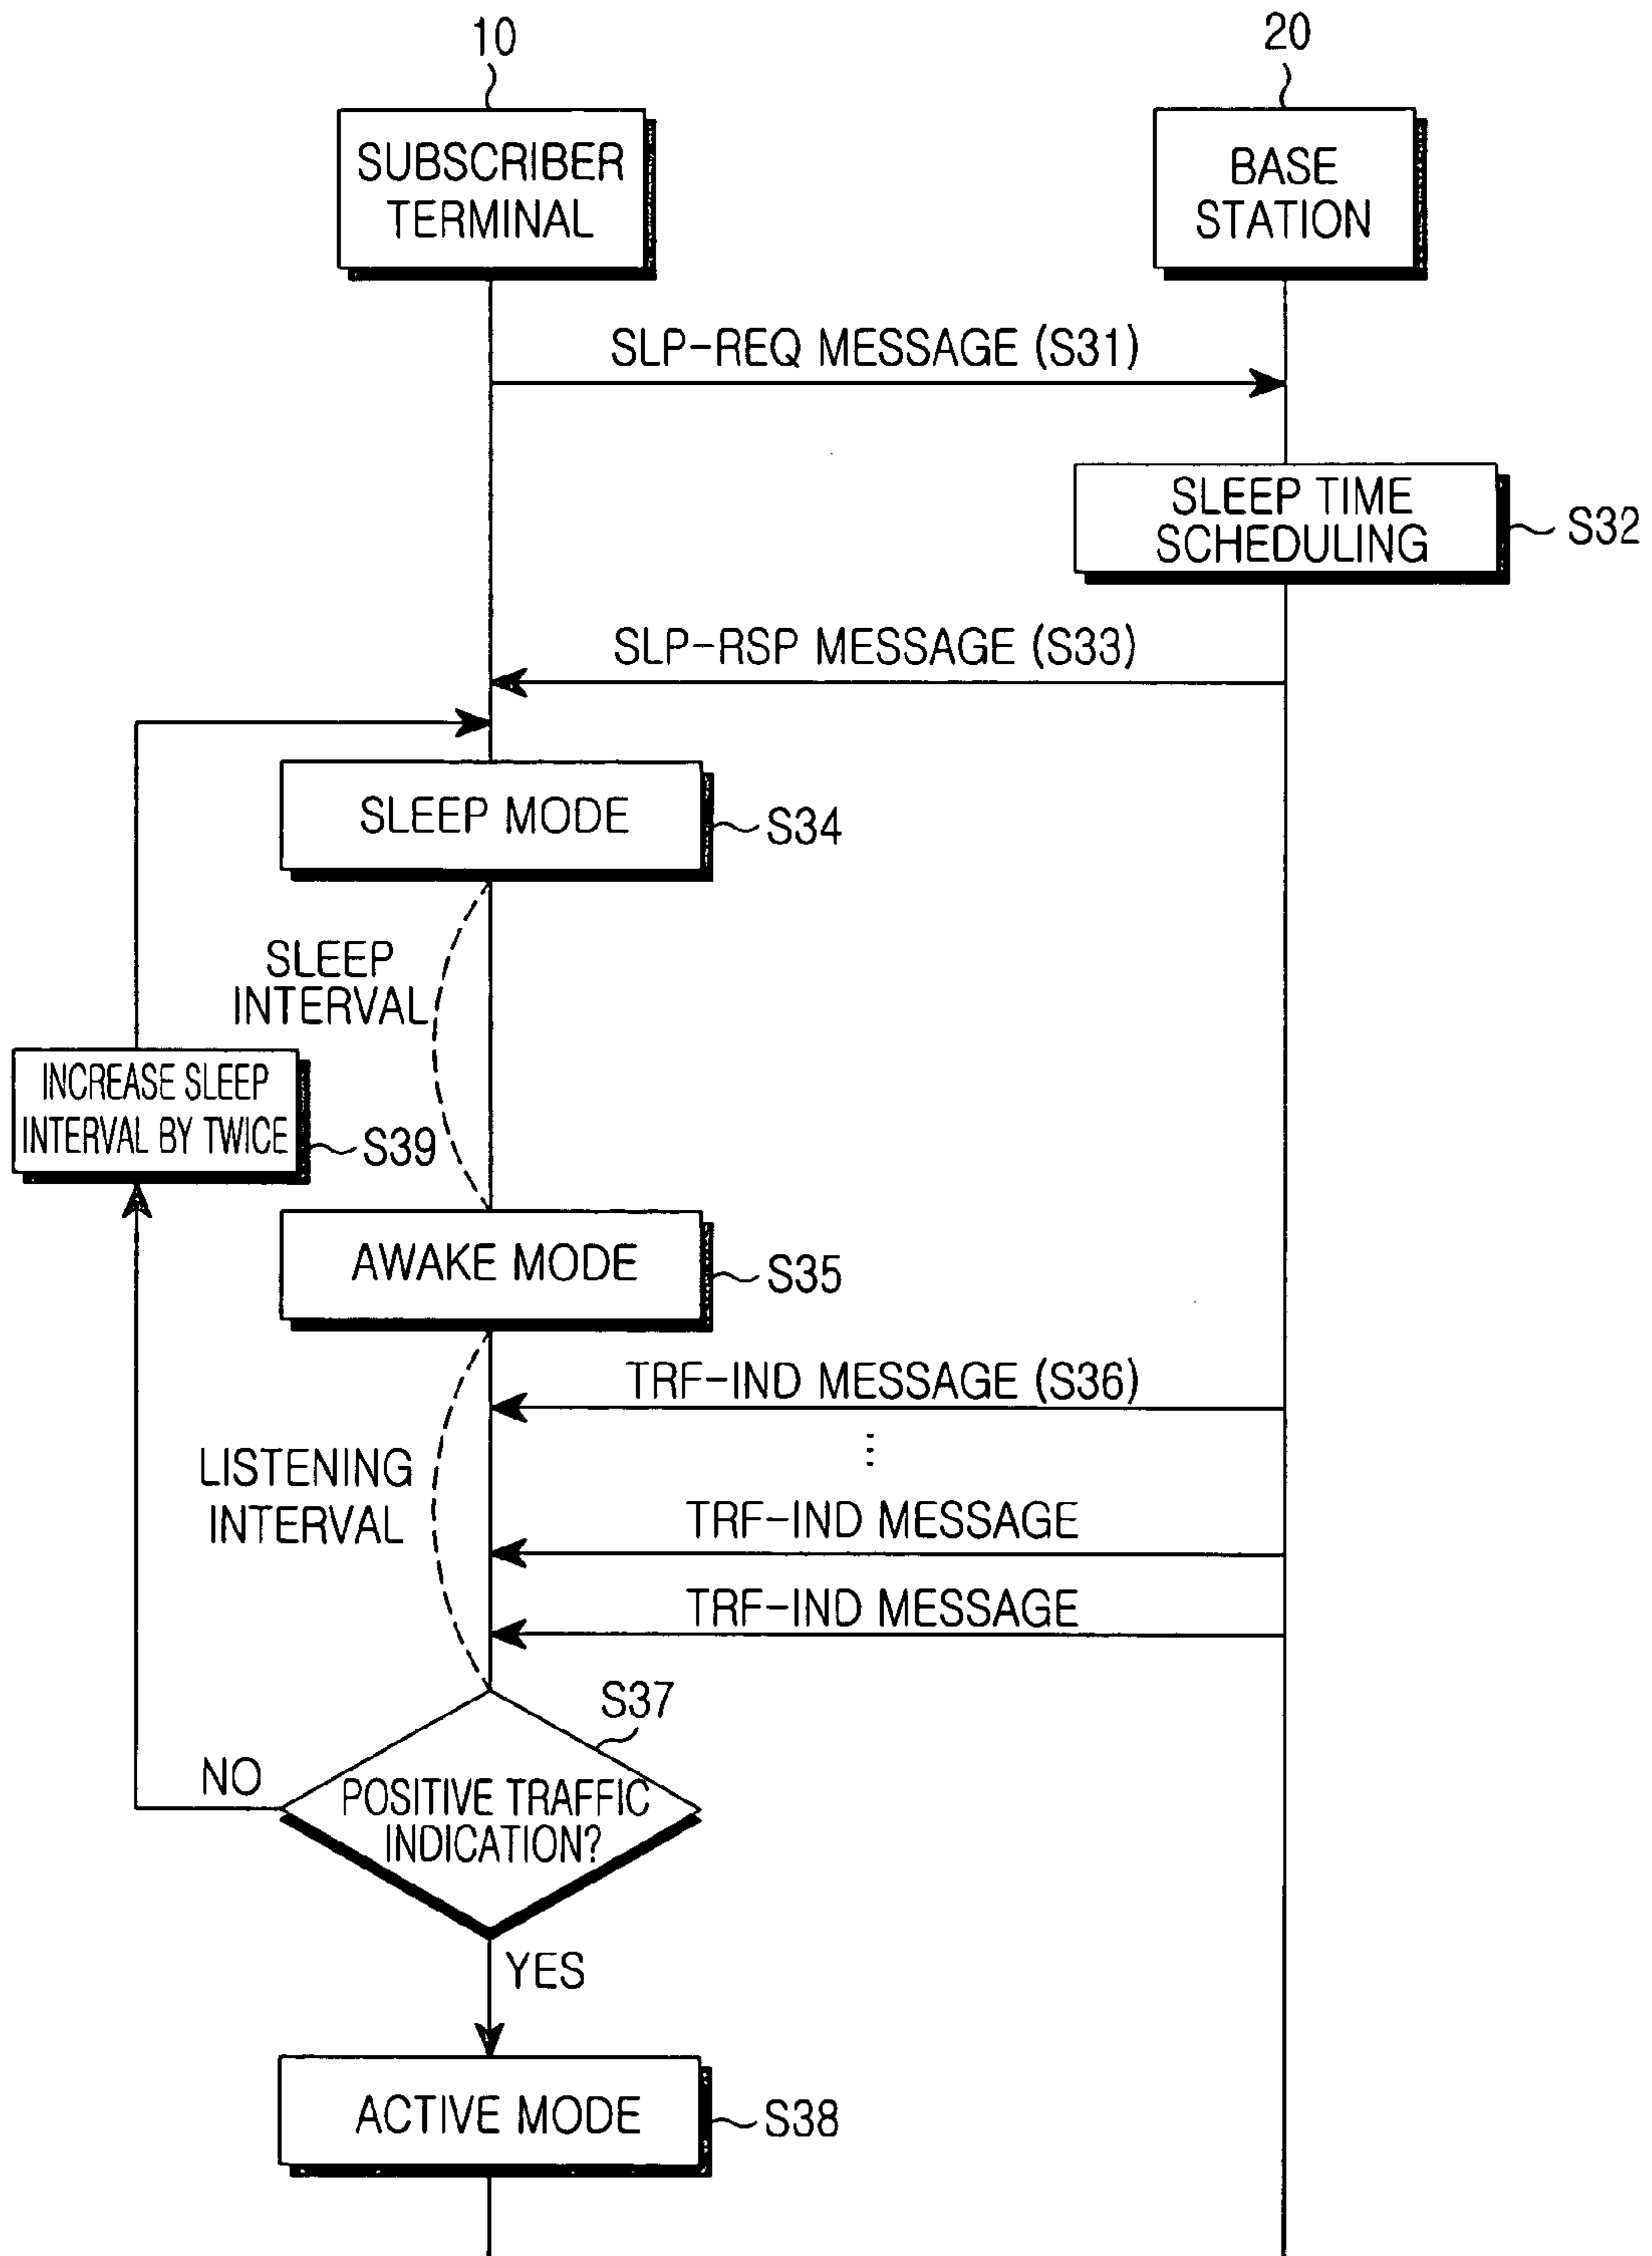 10
20
SUBSCRIBER
TERMINAL
BASE
STATION
SLP-REQ MESSAGE (S31)
SLEEP TIME
SCHEDULING
S32
SLP-RSP MESSAGE (S33)
SLEEP MODE
S34
SLEEP
INTERVAL
INCREASE SLEEP
INTERVAL BY TWICE
S39
AWAKE MODE
S35
TRF-IND MESSAGE (S36)
LISTENING
INTERVAL
TRF-IND MESSAGE
TRF-IND MESSAGE
S37
NO
POSITIVE TRAFFIC
INDICATION?
YES
ACTIVE MODE
S38